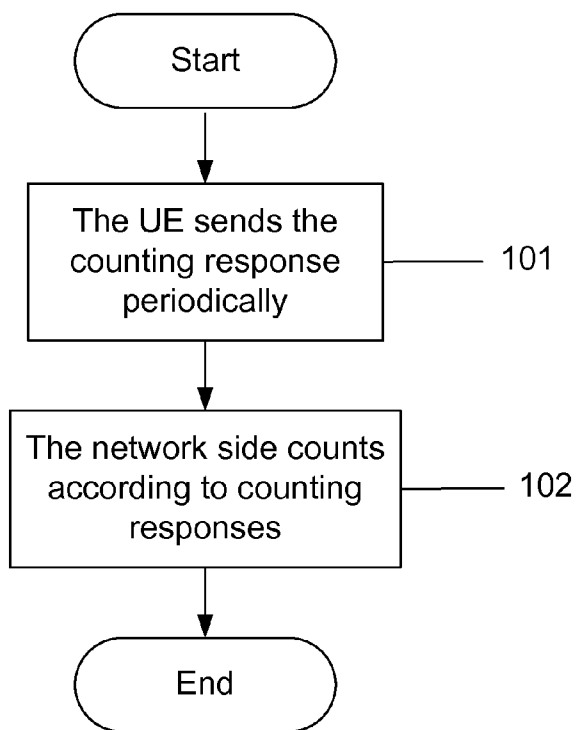 Start
The UE sends the
counting response
periodically
101
The network side counts
according to counting
responses
102
End